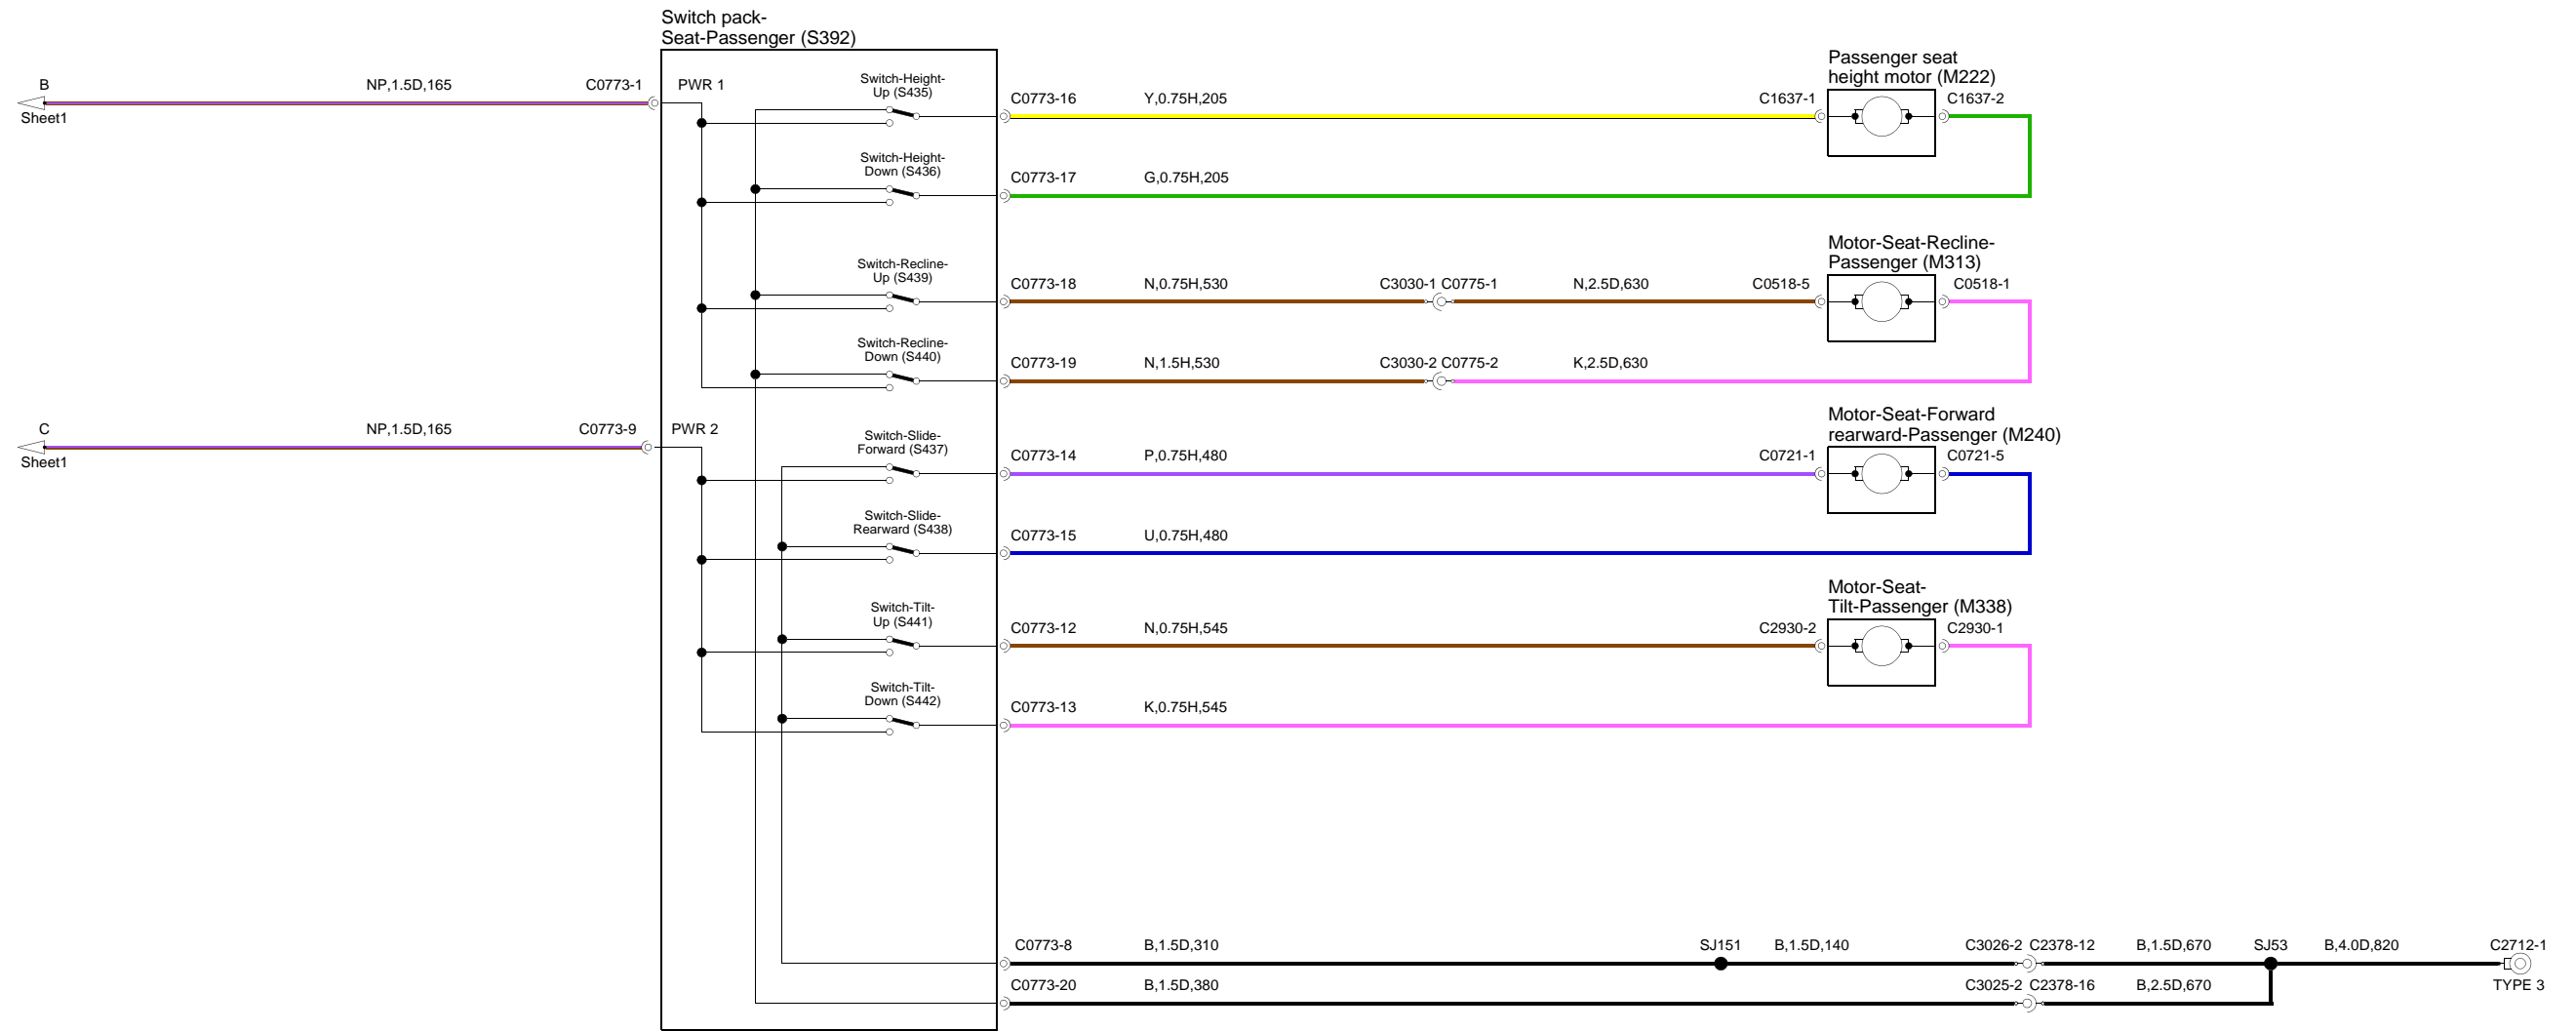 Switch pack-
Seat-Passenger (S392)
B
NP,1.5D,165
C0773-1
PWR 1
Sheet1
Switch-Height-
Up (S435)
C0773-16
Y,0.75H,205
C1637-1
Passenger seat
height motor (M222)
C1637-2
Switch-Height-
Down (S436)
C0773-17
G,0.75H,205
Switch-Recline-
Up (S439)
C0773-18
N,0.75H,530
C3030-1 C0775-1
N,2.5D,630
C0518-5
Motor-Seat-Recline-
Passenger (M313)
C0518-1
Switch-Recline-
Down (S440)
C0773-19
N,1.5H,530
C3030-2 C0775-2
K,2.5D,630
C
NP,1.5D,165
C0773-9
PWR 2
Sheet1
Switch-Slide-
Forward (S437)
C0773-14
P,0.75H,480
C0721-1
Motor-Seat-Forward
rearward-Passenger (M240)
C0721-5
Switch-Slide-
Rearward (S438)
C0773-15
U,0.75H,480
Switch-Tilt-
Up (S441)
C0773-12
N,0.75H,545
C2930-2
Motor-Seat-
Tilt-Passenger (M338)
C2930-1
Switch-Tilt-
Down (S442)
C0773-13
K,0.75H,545
C0773-8
B,1.5D,310
SJ151
B,1.5D,140
C3026-2 C2378-12
B,1.5D,670
SJ53
B,4.0D,820
C2712-1
C0773-20
B,1.5D,380
C3025-2 C2378-16
B,2.5D,670
TYPE 3